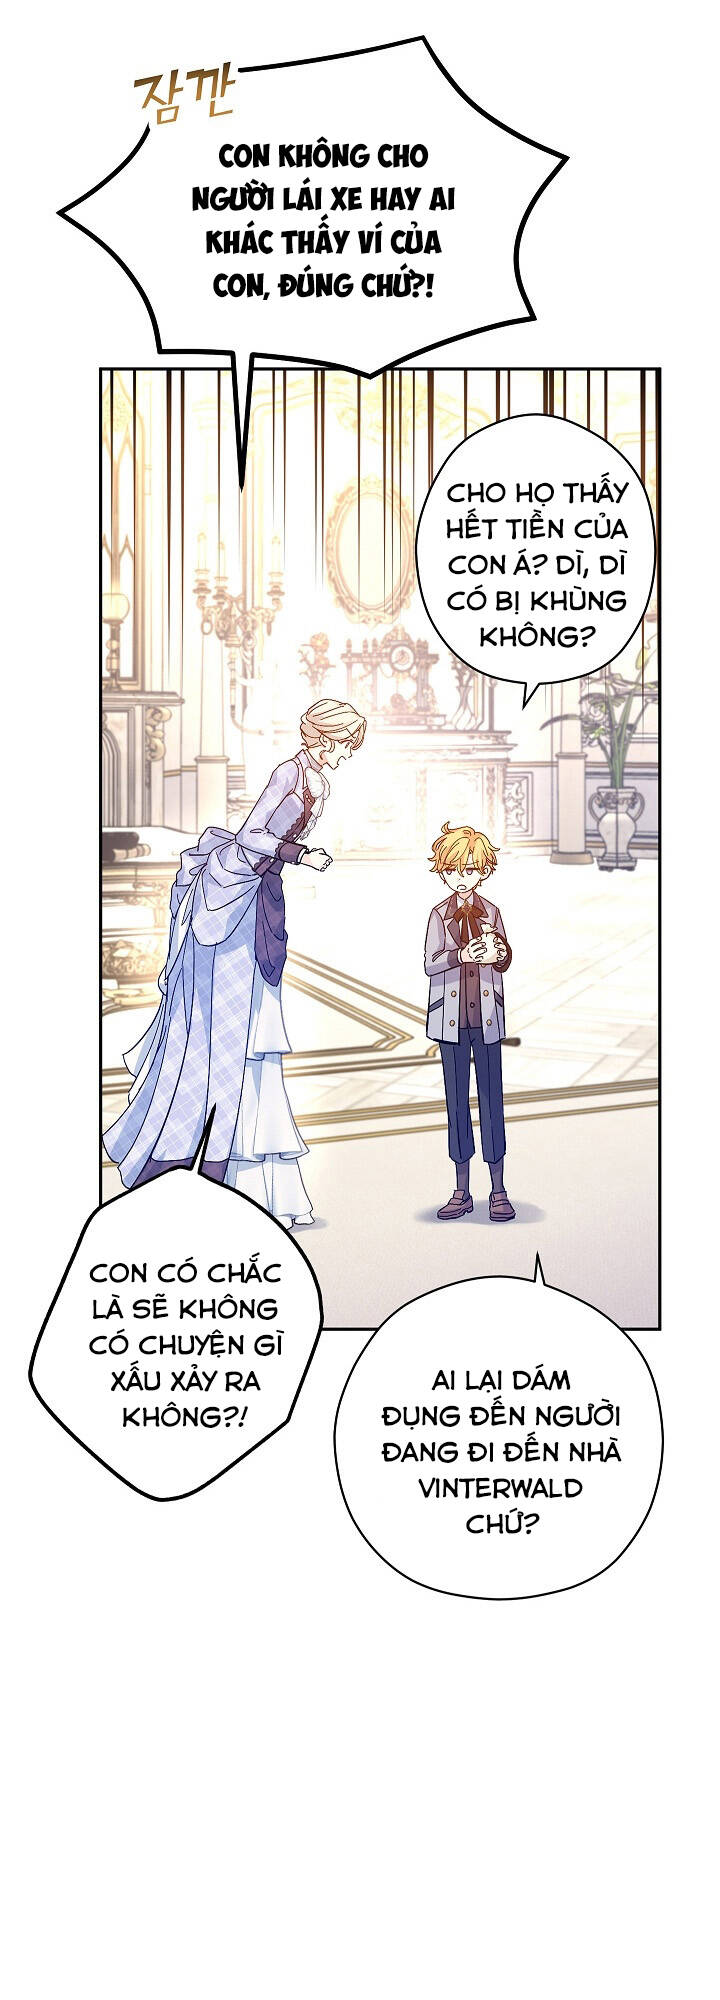 잠깐
CON KHÔNG CHO
NGƯỜI LÁI XE HAY AI
KHÁC THẤY VÍ CỦA
CON, ĐÚNG CHỨ?!
CHO HỌ THẤY
HẾT TIỀN CỦA
CON Á? DÌ, DÌ
CÓ BỊ KHÙNG
KHÔNG?
CON CÓ CHẮC
LÀ SẼ KHÔNG
CÓ CHUYỆN GÌ
XẤU XẢY RA
KHÔNG?!
AI LẠI DÁM
ĐỤNG ĐẾN NGƯỜI
ĐANG ĐI ĐẾN NHÀ
VINTERWALD
CHỨ?